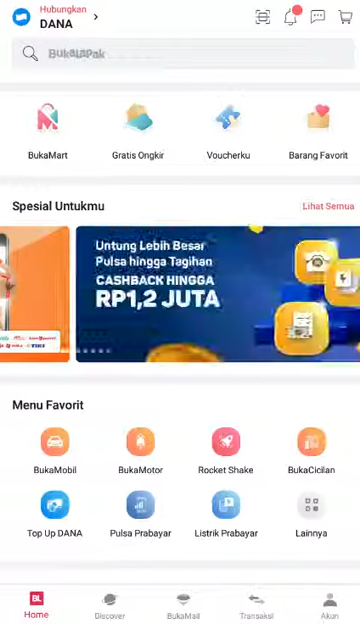 Hubungkan
DANA
BukaLapak
BukaMart
Gratis Ongkir
Voucherku
Barang Favorit
Spesial Untukmu
Lihat Semua
Untung Lebih Besar
Pulsa hingga Tagihan
CASHBACK HINGGA
RP1,2 JUTA
Menu Favorit
BukaMobil
BukaMotor
Rocket Shake
BukaCicilan
Top Up DANA
Pulsa Prabayar
Listrik Prabayar
Lainnya
BL
Home
Discover
BukaMall
Transaksi
Akun